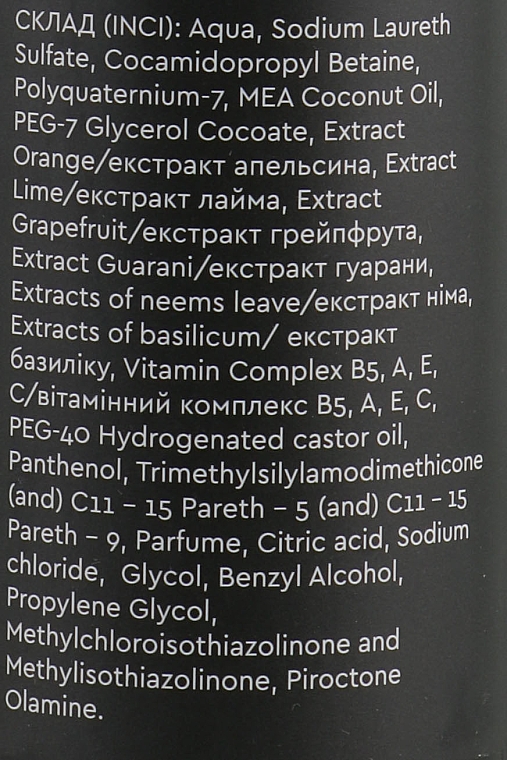 СКЛАД (INCI): Aqua, Sodium Laureth
Sulfate, Cocamidopropyl Betaine,
Polyquaternium-7, MEA Coconut Oil,
PEG-7 Glycerol Cocoate, Extract
Orange/екстракт апельсина, Extract
Lime/екстракт лайма, Extract
Grapefruit/екстракт грейпфрута,
Extract Guarani/екстракт гуарани,
Extracts of neems leave/екстракт німа,
Extracts of basilicum/ екстракт
базиліку, Vitamin Complex B5, A, E,
C/вітамінний комплекс B5, A, E, C,
PEG-40 Hydrogenated castor oil,
Panthenol, Trimethylsilylamodimethicone
(and) C11 – 15 Pareth – 5 (and) C11 – 15
Pareth – 9, Parfume, Citric acid, Sodium
chloride, Glycol, Benzyl Alcohol,
Propylene Glycol,
Methylchloroisothiazolinone and
Methylisothiazolinone, Piroctone
Olamine.